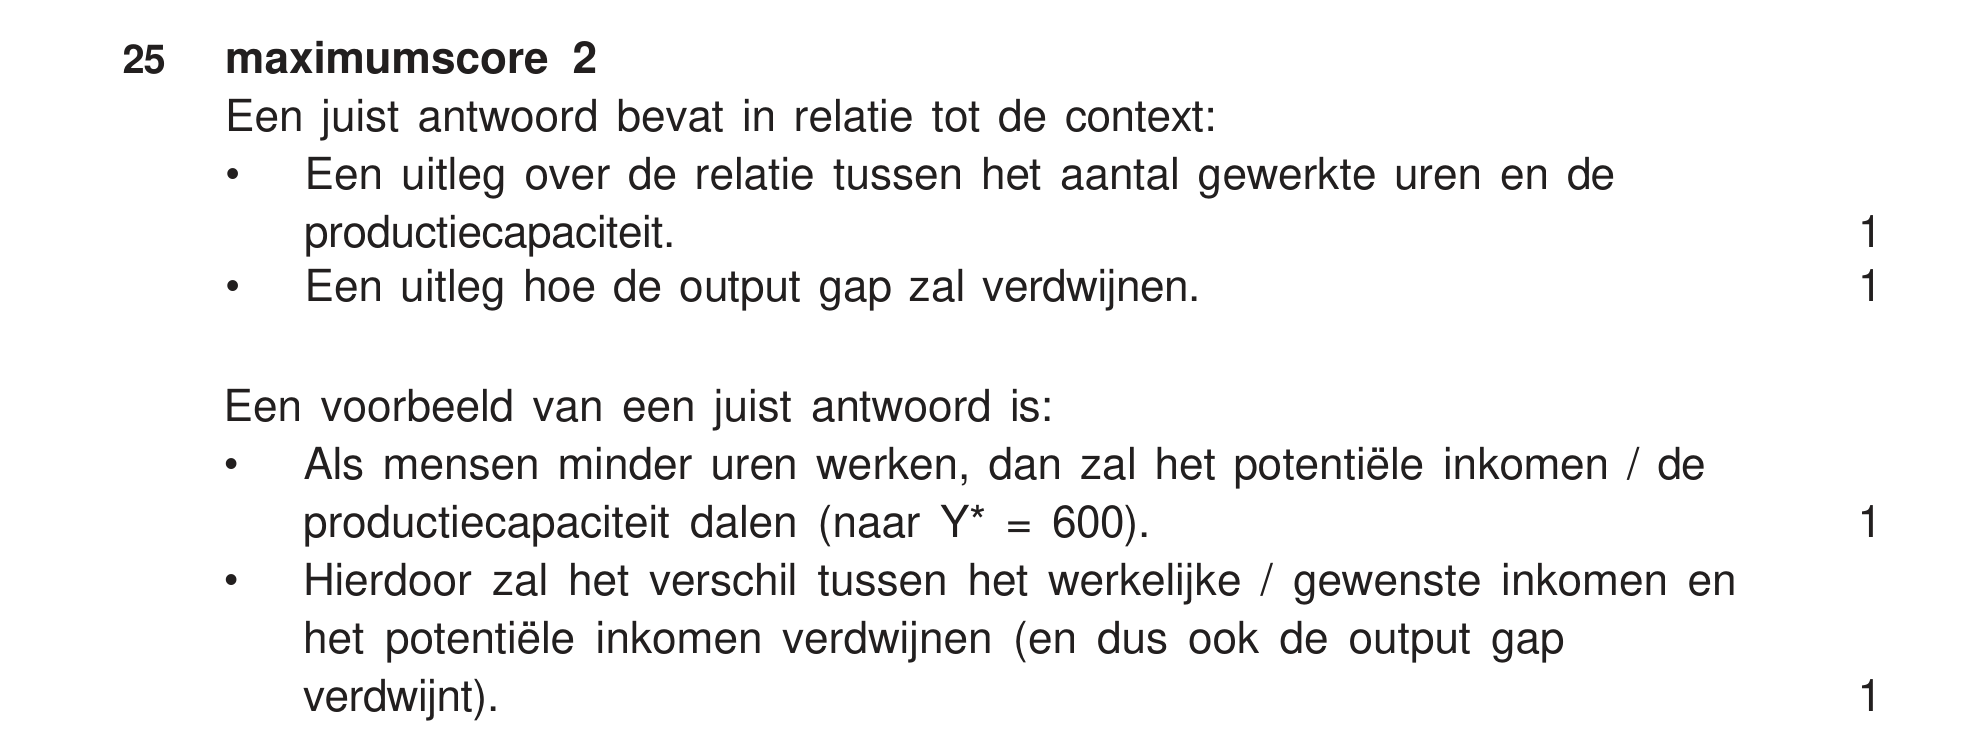 25 maximumscore 2
Een juist antwoord bevat in relatie tot de context:
• Een uitleg over de relatie tussen het aantal gewerkte uren en de
productiecapaciteit. 1
• Een uitleg hoe de output gap zal verdwijnen. 1
Een voorbeeld van een juist antwoord is:
• Als mensen minder uren werken, dan zal het potentiële inkomen / de
productiecapaciteit dalen (naar Y* = 600). 1
• Hierdoor zal het verschil tussen het werkelijke / gewenste inkomen en
het potentiële inkomen verdwijnen (en dus ook de output gap
verdwijnt). 1